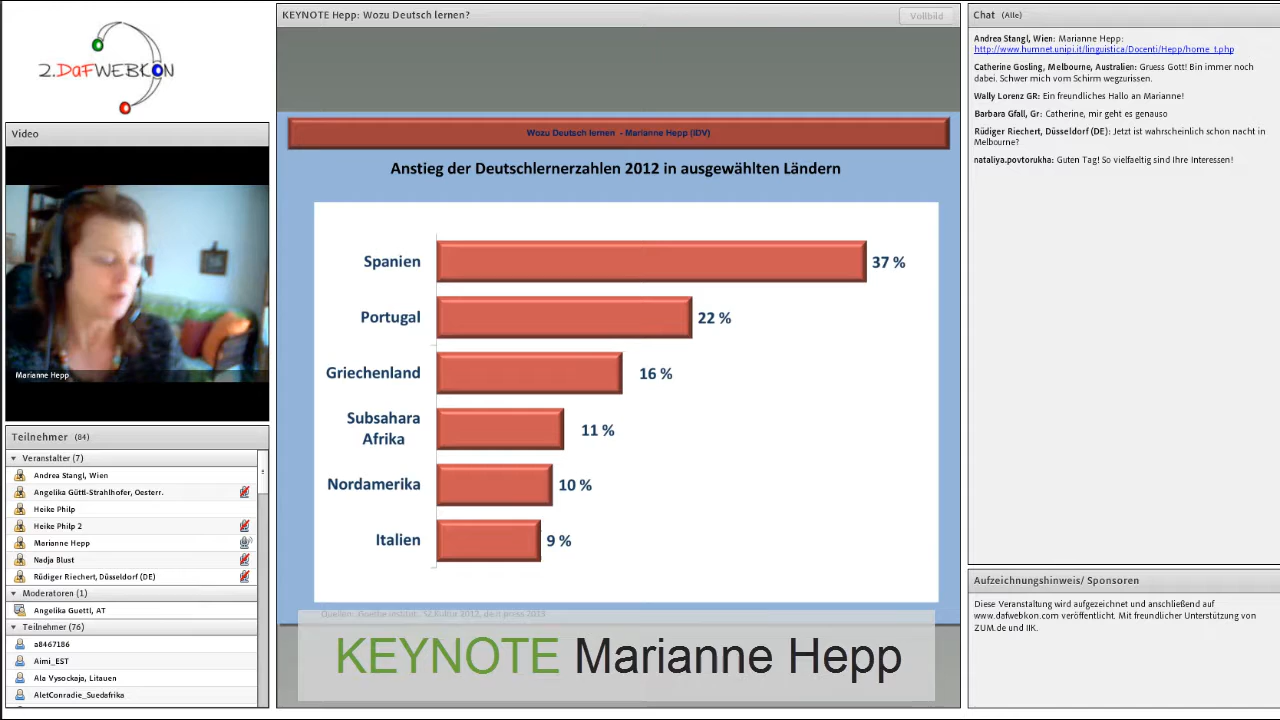 2.DaFWEBKON
Video
Marianne Hepp
Teilnehmer (84)
Veranstalter (7)
Andrea Stangl, Wien
Angelika Güttl-Strahlhofer, Oesterr.
Heike Philp
Heike Philp 2
Marianne Hepp
Nadja Blust
Rüdiger Riechert, Düsseldorf (DE)
Moderatoren (1)
Angelika Guettl, AT
Teilnehmer (76)
a8467186
Aimi_EST
Ala Vysockaja, Litauen
AletConradie_Suedafrika
KEYNOTE Hepp: Wozu Deutsch lernen?
Vollbild
Wozu Deutsch lernen - Marianne Hepp (IDV)
Anstieg der Deutschlernerzahlen 2012 in ausgewählten Ländern
Spanien 37 %
Portugal 22 %
Griechenland 16 %
Subsahara
Afrika 11 %
Nordamerika 10 %
Italien 9 %
KEYNOTE Marianne Hepp
Chat (Alle)
Andrea Stangl, Wien: Marianne Hepp:
http://www.humnet.unipi.it/linguistica/Docenti/Hepp/home_t.php
Catherine Gosling, Melbourne, Australien: Gruess Gott! Bin immer noch
dabei. Schwer mich vom Schirm wegzurissen.
Wally Lorenz GR: Ein freundliches Hallo an Marianne!
Barbara Gfall, Gr: Catherine, mir geht es genauso
Rüdiger Riechert, Düsseldorf (DE): Jetzt ist wahrscheinlich schon nacht in
Melbourne?
nataliya.povtorukha: Guten Tag! So vielfaeltig sind Ihre Interessen!
Aufzeichnungshinweis/ Sponsoren
Diese Veranstaltung wird aufgezeichnet und anschließend auf
www.dafwebkon.com veröffentlicht. Mit freundlicher Unterstützung von
ZUM.de und IIK.